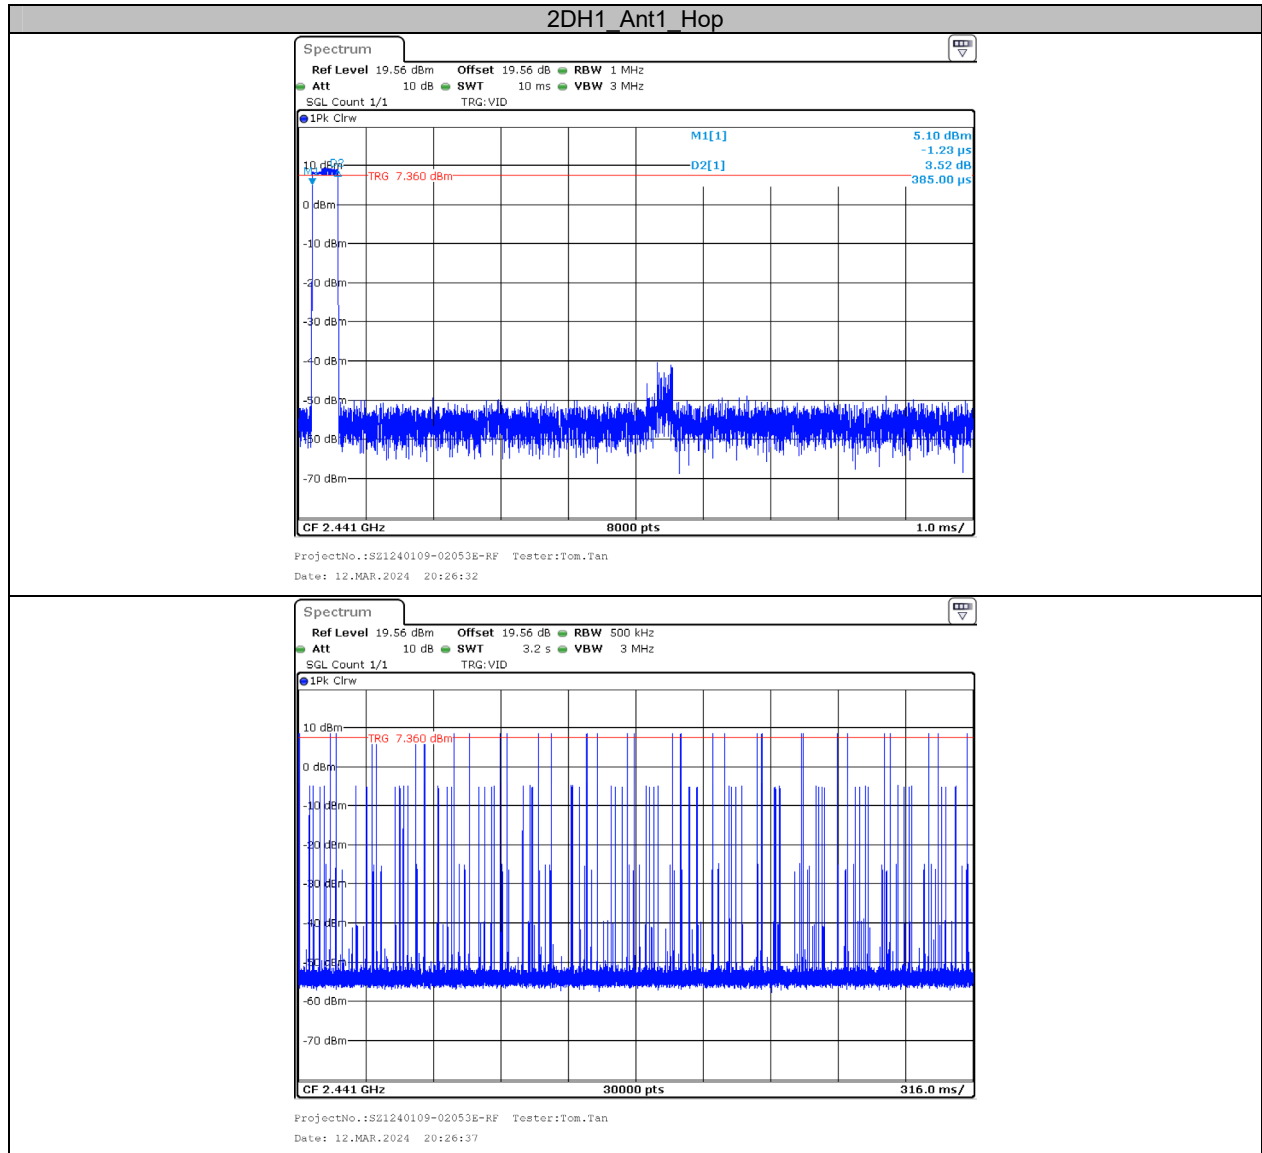 2DH1_Ant1_Hop
Spectrum
Ref Level 19.56 dBm Offset 19.56 dB RBW 1 MHz
Att 10 dB SWT 10 ms VBW 3 MHz
SGL Count 1/1 TRG:VID
1Pk Clrw
M1[1] 5.10 dBm
-1.23 µs
10 dBm D2[1] 3.52 dB
M1 D2
TRG 7.360 dBm 385.00 µs
0 dBm
-10 dBm
-20 dBm
-30 dBm
-40 dBm
-50 dBm
-60 dBm
-70 dBm
CF 2.441 GHz 8000 pts 1.0 ms/
ProjectNo.:SZ1240109-02053E-RF Tester:Tom.Tan
Date: 12.MAR.2024 20:26:32
Spectrum
Ref Level 19.56 dBm Offset 19.56 dB RBW 500 kHz
Att 10 dB SWT 3.2 s VBW 3 MHz
SGL Count 1/1 TRG:VID
1Pk Clrw
10 dBm
TRG 7.360 dBm
0 dBm
-10 dBm
-20 dBm
-30 dBm
-40 dBm
-50 dBm
-60 dBm
-70 dBm
CF 2.441 GHz 30000 pts 316.0 ms/
ProjectNo.:SZ1240109-02053E-RF Tester:Tom.Tan
Date: 12.MAR.2024 20:26:37